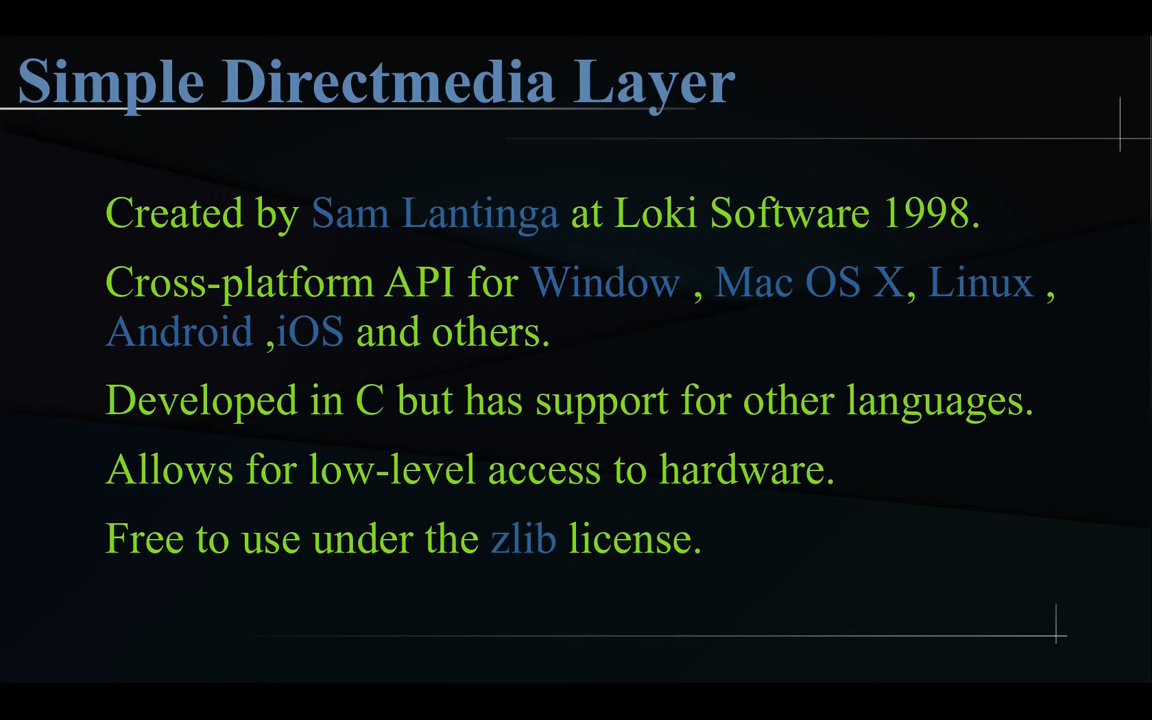 Simple Directmedia Layer
Created by Sam Lantinga at Loki Software 1998.
Cross-platform API for Window , Mac OS X, Linux ,
Android ,iOS and others.
Developed in C but has support for other languages.
Allows for low-level access to hardware.
Free to use under the zlib license.